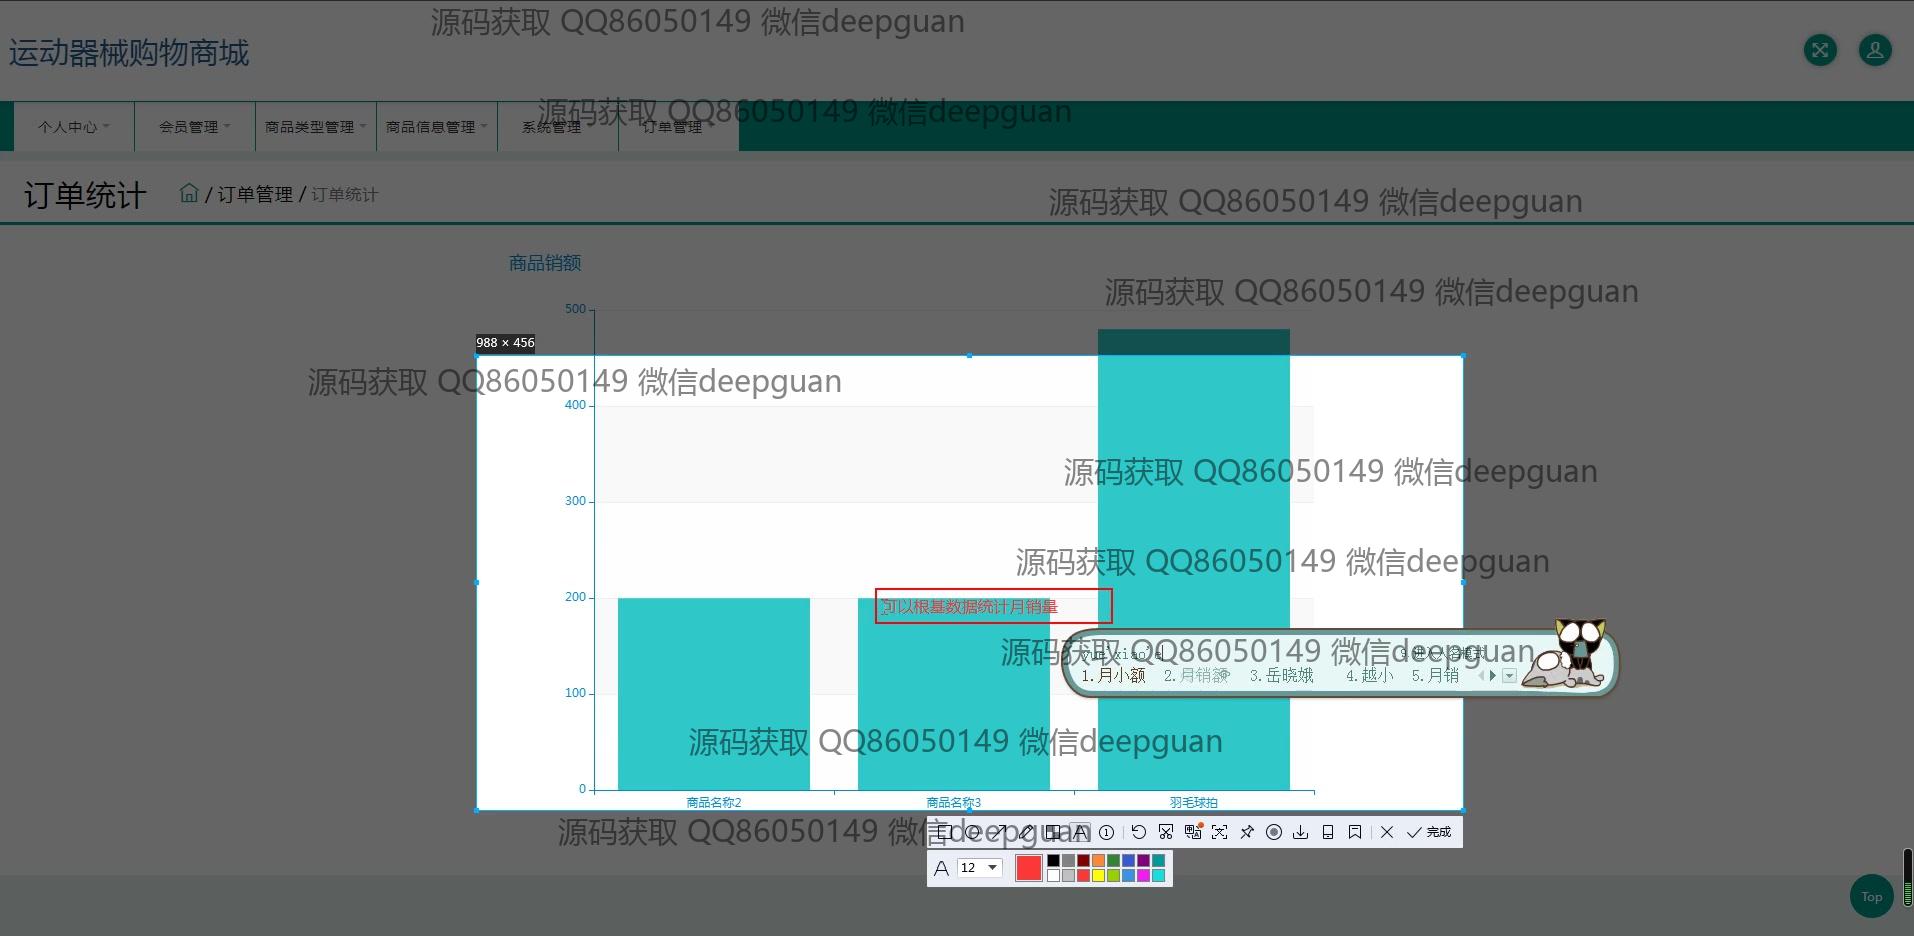 源码获取 QQ86050149 微信deepguan
运动器械购物商城
源码获取 QQ86050149 微信deepguan
个人中心 会员管理 商品类型管理 商品信息管理 系统管理 订单管理
订单统计 / 订单管理 / 订单统计
源码获取 QQ86050149 微信deepguan
商品销额
源码获取 QQ86050149 微信deepguan
500
988 × 456
源码获取 QQ86050149 微信deepguan
400
源码获取 QQ86050149 微信deepguan
300
源码获取 QQ86050149 微信deepguan
200
可以根基数据统计月销量
源码获取 QQ86050149 微信deepguan
1.月小额 2.月销额 3.岳晓娥 4.越小 5.月销
100
源码获取 QQ86050149 微信deepguan
0
商品名称2 商品名称3 羽毛球拍
源码获取 QQ86050149 微信deepguan
完成
A 12
Top